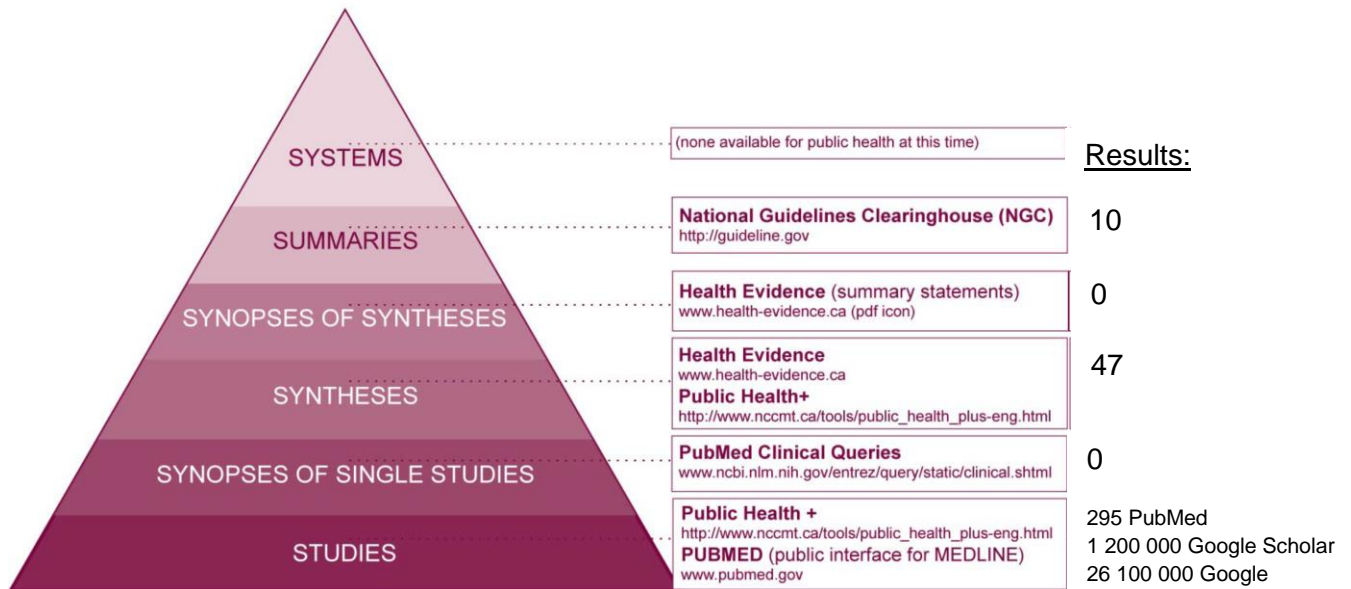 SYSTEMS
(none available for public health at this time)
Results:
SUMMARIES
National Guidelines Clearinghouse (NGC)
http://guideline.gov
10
SYNOPSES OF SYNTHESES
Health Evidence (summary statements)
www.health-evidence.ca (pdf icon)
0
SYNTHESES
Health Evidence
www.health-evidence.ca
Public Health+
http://www.nccmt.ca/tools/public_health_plus-eng.html
47
SYNOPSES OF SINGLE STUDIES
PubMed Clinical Queries
www.ncbi.nlm.nih.gov/entrez/query/static/clinical.shtml
0
STUDIES
Public Health +
http://www.nccmt.ca/tools/public_health_plus-eng.html
PUBMED (public interface for MEDLINE)
www.pubmed.gov
295 PubMed
1 200 000 Google Scholar
26 100 000 Google